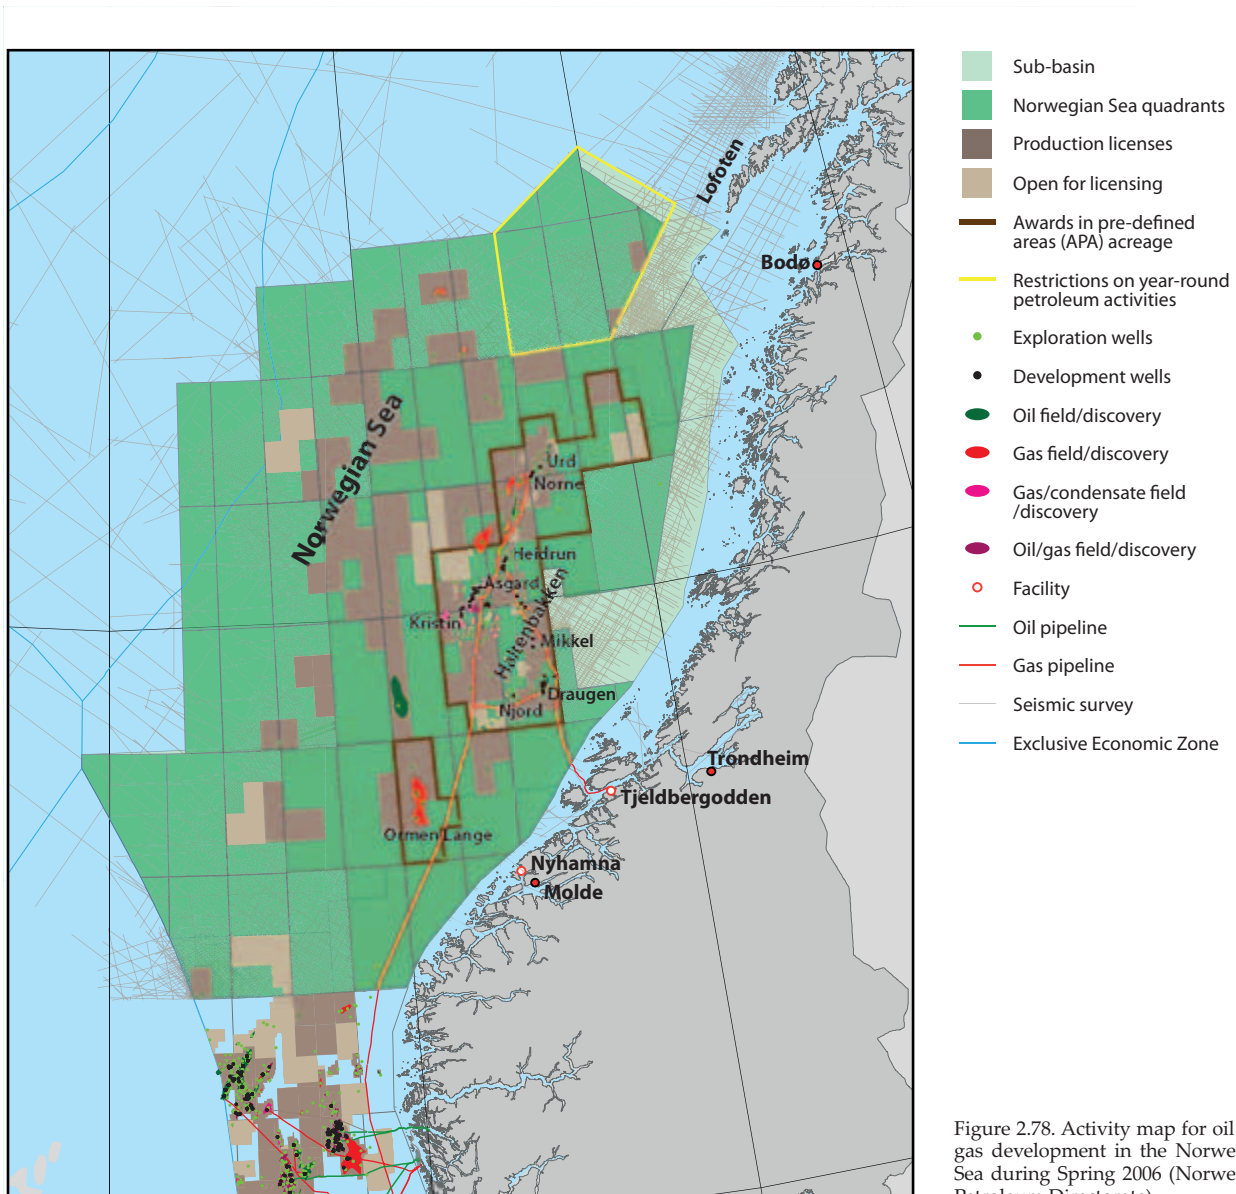 Lofoten
Bodø
Norwegian Sea
Urd
Norne
Heidrun
Åsgard
Haltenbakken
Kristin
Mikkel
Draugen
Njord
Trondheim
Tjeldbergodden
Ormen Lange
Nyhamna
Molde
Sub-basin
Norwegian Sea quadrants
Production licenses
Open for licensing
Awards in pre-defined
areas (APA) acreage
Restrictions on year-round
petroleum activities
Exploration wells
Development wells
Oil field/discovery
Gas field/discovery
Gas/condensate field
/discovery
Oil/gas field/discovery
Facility
Oil pipeline
Gas pipeline
Seismic survey
Exclusive Economic Zone
Figure 2.78. Activity map for oil
gas development in the Norwe
Sea during Spring 2006 (Norwe